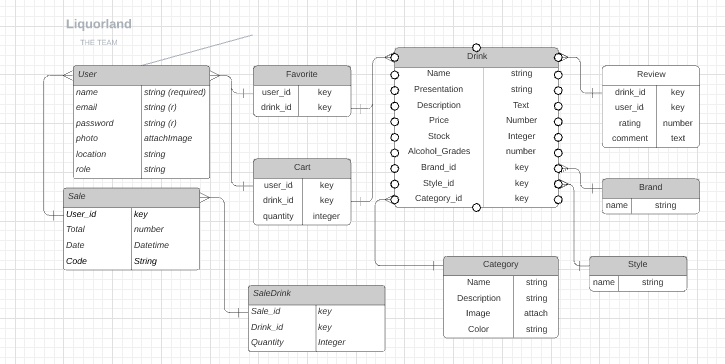 Liquorland
THE TEAM
User
name string (required)
email string (r)
password string (r)
photo attachImage
location string
role string
Favorite
user_id key
drink_id key
Drink
Name string
Presentation string
Description Text
Price Number
Stock Integer
Alcohol_Grades number
Brand_id key
Style_id key
Category_id key
Review
drink_id key
user_id key
rating number
comment text
Cart
user_id key
drink_id key
quantity integer
Brand
name string
Sale
User_id key
Total number
Date Datetime
Code String
Category
Name string
Description string
Image attach
Color string
Style
name string
SaleDrink
Sale_id key
Drink_id key
Quantity Integer